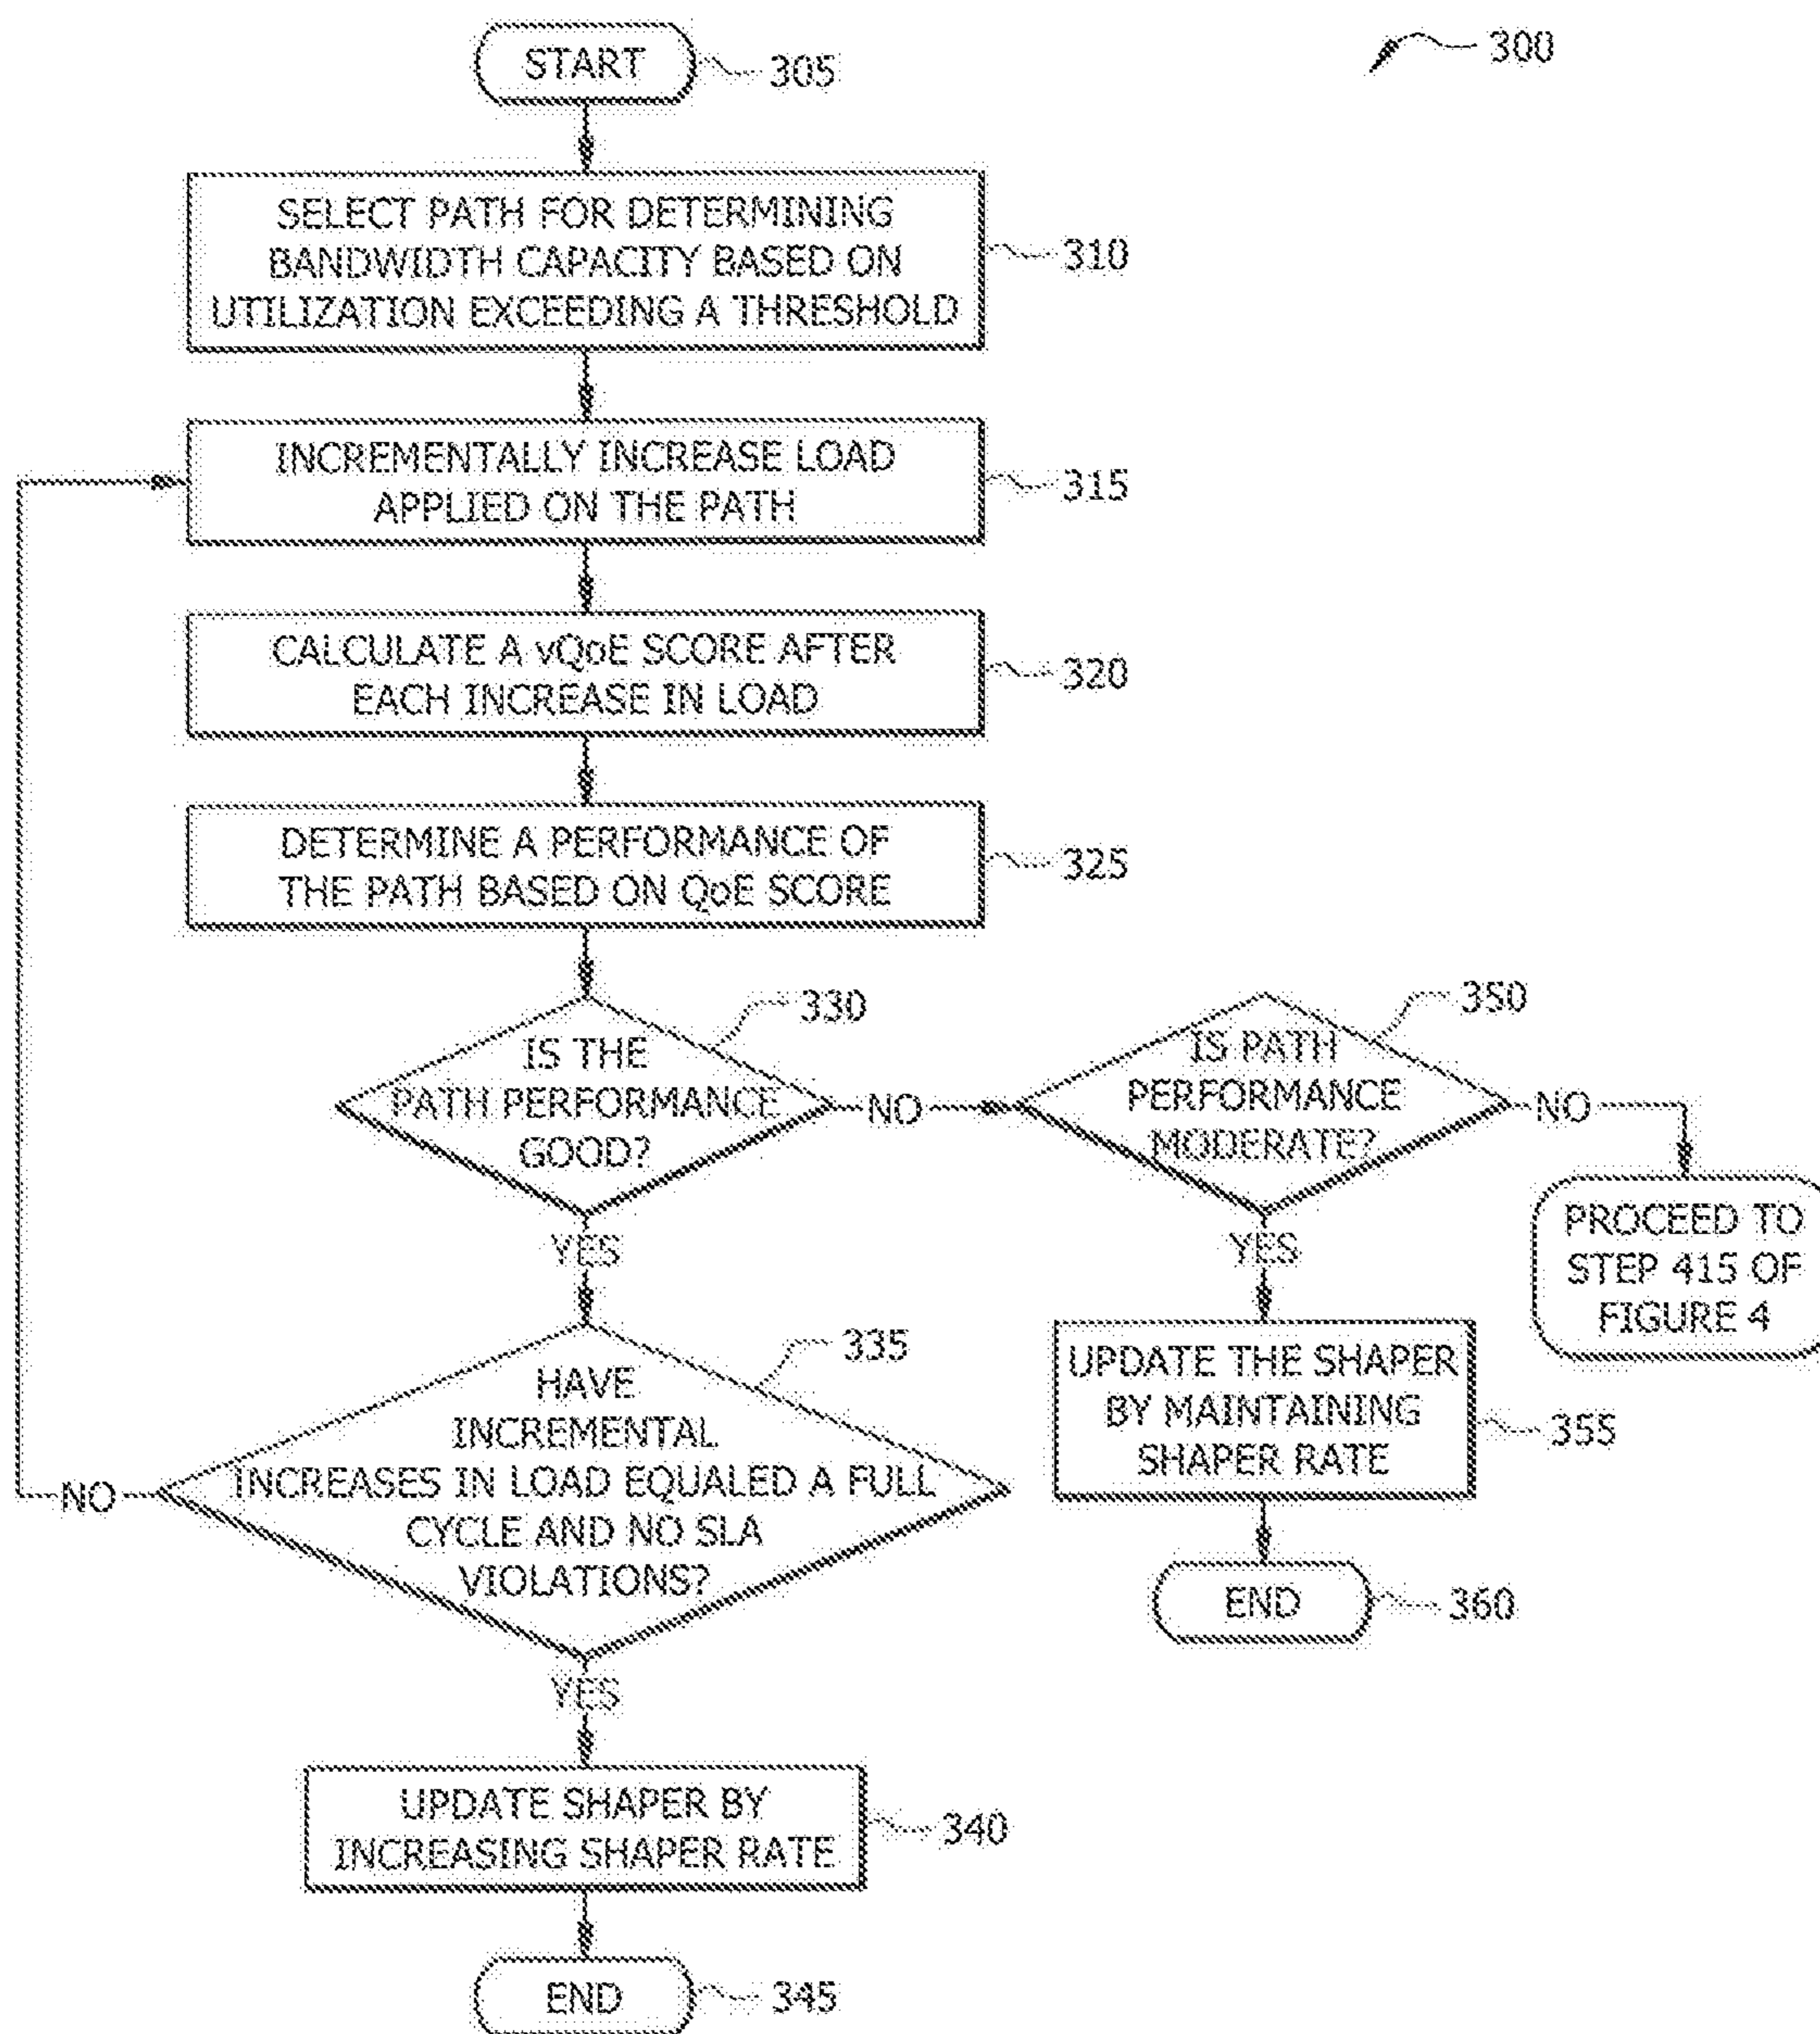 300
START
305
SELECT PATH FOR DETERMINING
BANDWIDTH CAPACITY BASED ON
UTILIZATION EXCEEDING A THRESHOLD
310
INCREMENTALLY INCREASE LOAD
APPLIED ON THE PATH
315
CALCULATE A vQoE SCORE AFTER
EACH INCREASE IN LOAD
320
DETERMINE A PERFORMANCE OF
THE PATH BASED ON QoE SCORE
325
330
IS THE
PATH PERFORMANCE
GOOD?
NO
YES
350
IS PATH
PERFORMANCE
MODERATE?
NO
YES
PROCEED TO
STEP 415 OF
FIGURE 4
335
HAVE
INCREMENTAL
INCREASES IN LOAD EQUALED A FULL
CYCLE AND NO SLA
VIOLATIONS?
NO
YES
UPDATE THE SHAPER
BY MAINTAINING
SHAPER RATE
355
END
360
UPDATE SHAPER BY
INCREASING SHAPER RATE
340
END
345